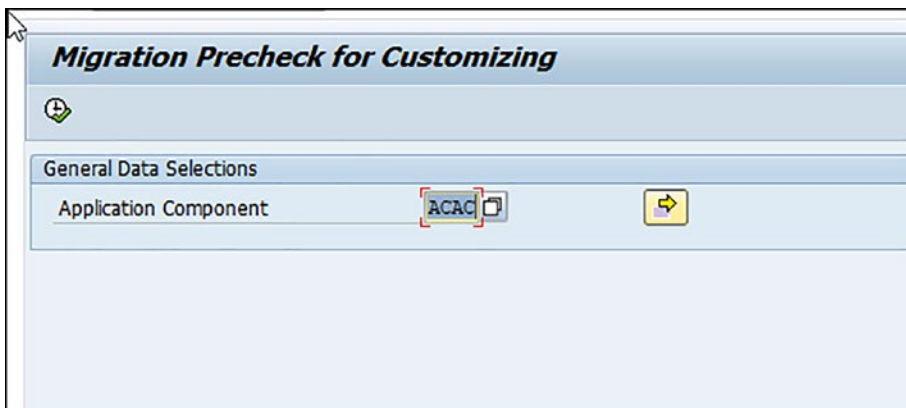 Migration Precheck for Customizing
General Data Selections
Application Component ACAC